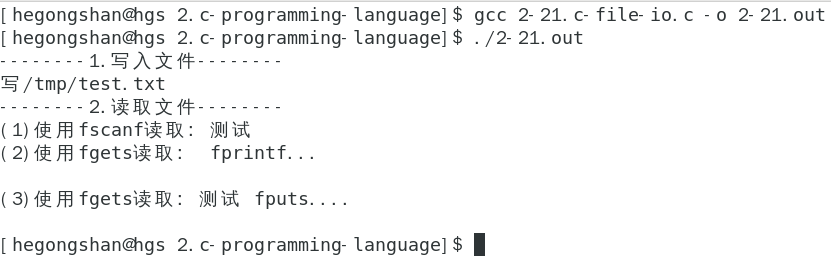 [hegongshan@hgs 2.c-programming-language]$ gcc 2-21.c-file-io.c -o 2-21.out
[hegongshan@hgs 2.c-programming-language]$ ./2-21.out
--------1.写入文件--------
写/tmp/test.txt
--------2.读取文件--------
(1)使用fscanf读取: 测试
(2)使用fgets读取:  fprintf...
(3)使用fgets读取: 测试 fputs....
[hegongshan@hgs 2.c-programming-language]$